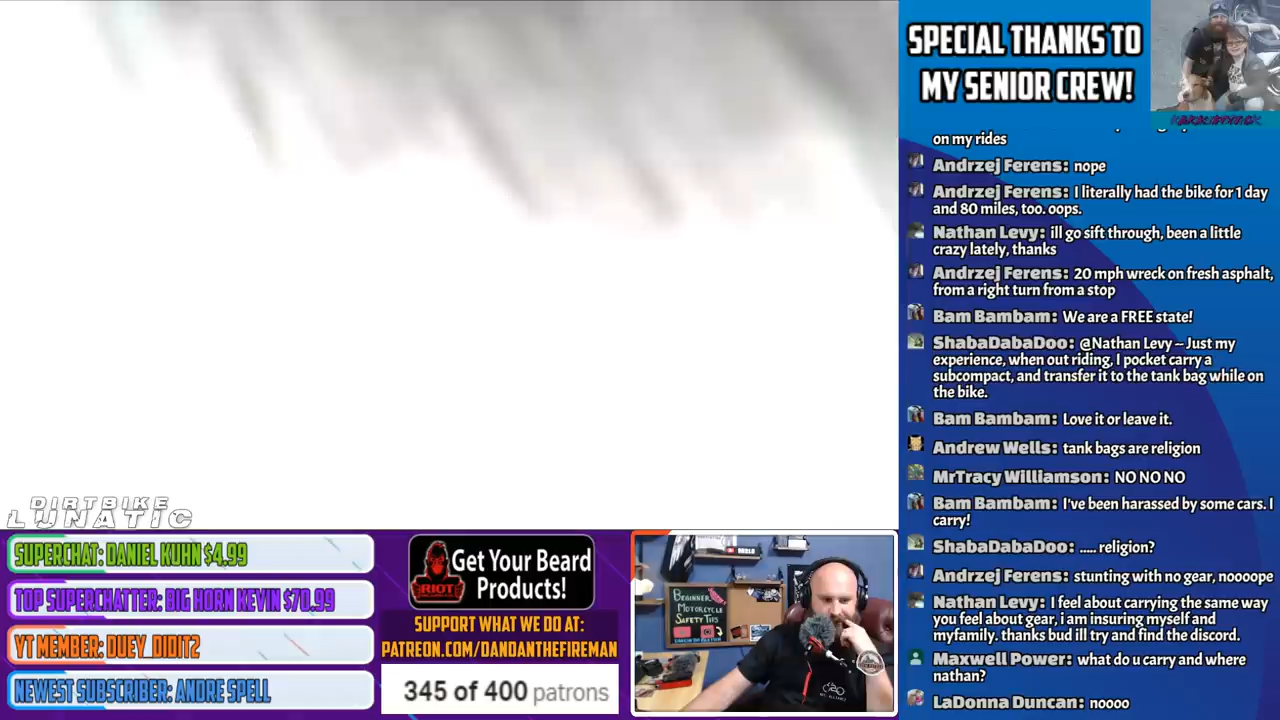 SPECIAL THANKS TO
MY SENIOR CREW!
on my rides
Andrzej Ferens: nope
Andrzej Ferens: I literally had the bike for 1 day
and 80 miles, too. oops.
Nathan Levy: ill go sift through, been a little
crazy lately, thanks
Andrzej Ferens: 20 mph wreck on fresh asphalt,
from a right turn from a stop
Bam Bambam: We are a FREE state!
ShabaDabaDoo: @Nathan Levy -- Just my
experience, when out riding, I pocket carry a
subcompact, and transfer it to the tank bag while on
the bike.
Bam Bambam: Love it or leave it.
Andrew Wells: tank bags are religion
MrTracy Williamson: NO NO NO
Bam Bambam: I've been harassed by some cars. I
carry!
ShabaDabaDoo: ..... religion?
Andrzej Ferens: stunting with no gear, noooope
Nathan Levy: I feel about carrying the same way
you feel about gear, i am insuring myself and
myfamily. thanks bud ill try and find the discord.
Maxwell Power: what do u carry and where
nathan?
LaDonna Duncan: noooo
DIRTBIKE
LUNATIC
SUPERCHAT: DANIEL KUHN $4.99
TOP SUPERCHATTER: BIG HORN KEVIN $70.99
YT MEMBER: DUEY_DIDIT2
NEWEST SUBSCRIBER: ANDRE SPELL
RIOT
Get Your Beard
Products!
SUPPORT WHAT WE DO AT:
PATREON.COM/DANDANTHEFIREMAN
345 of 400 patrons
BEGINNER
MOTORCYCLE
SAFETY TIPS